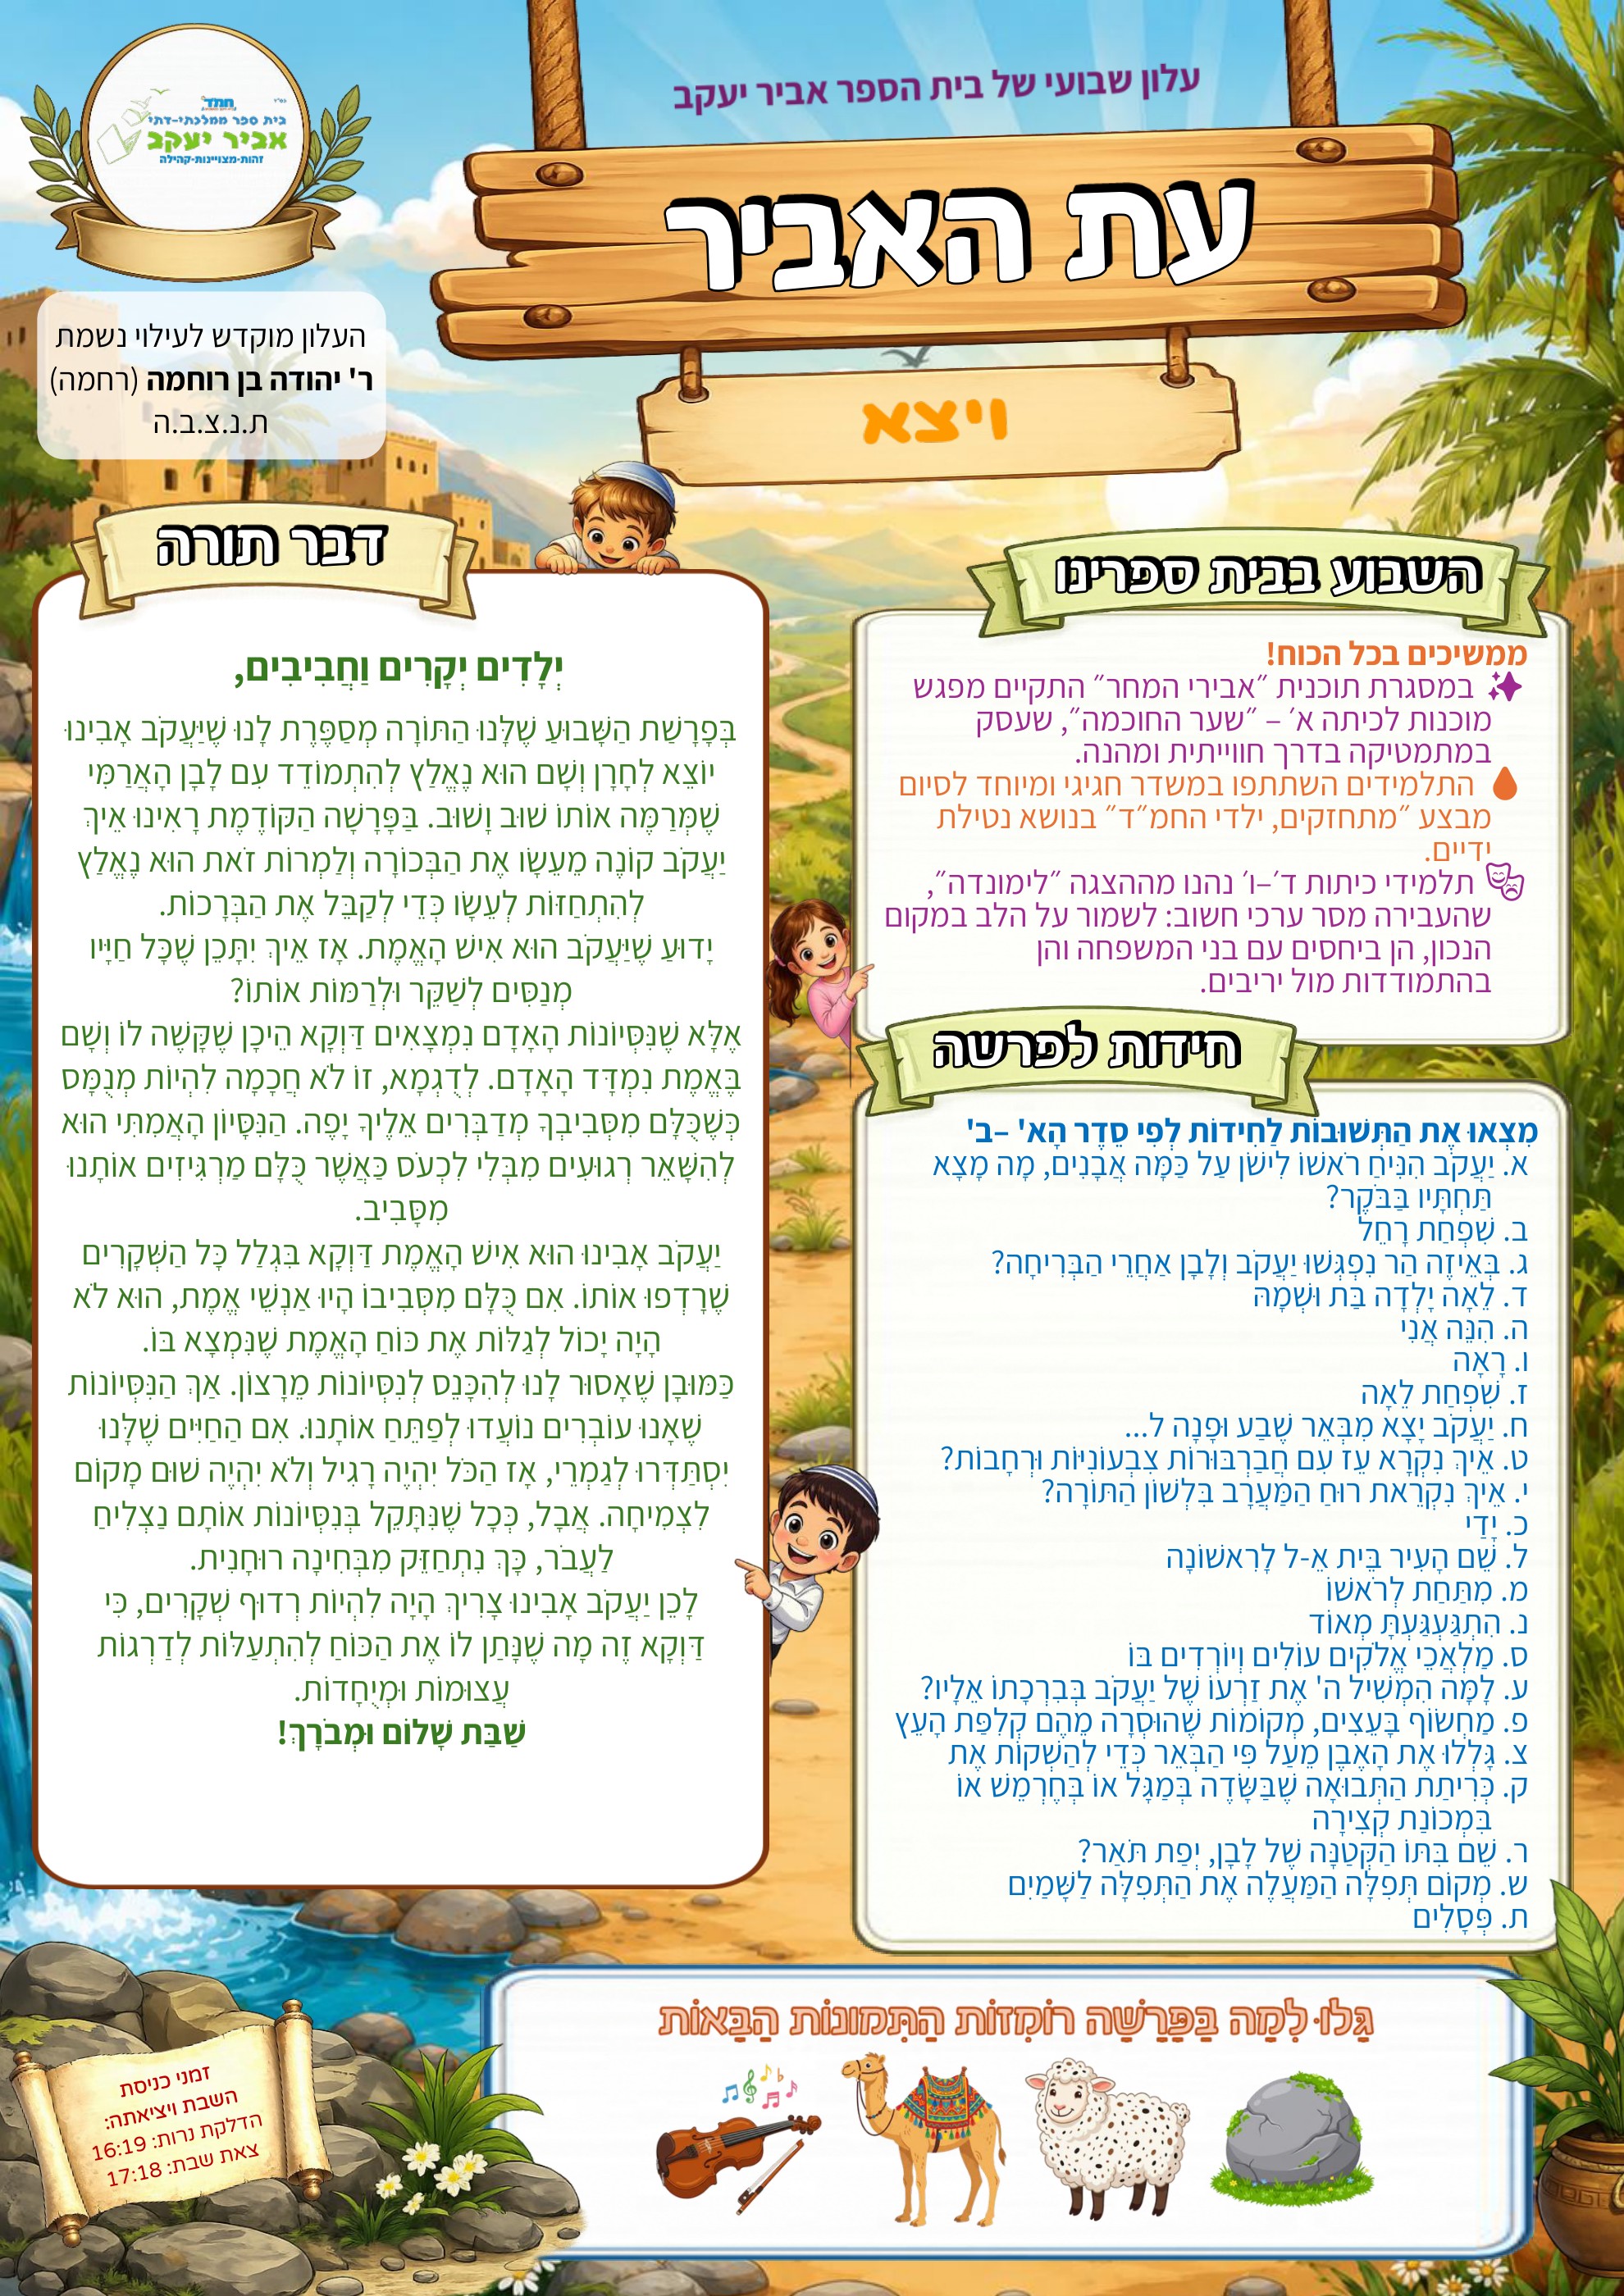 עלון שבועי של בית הספר אביר יעקב
בס"ד
חמד
בית ספר ממלכתי-דתי
אביר יעקב
זהות-מצויינות-קהילה
עת האביר
ויצא
העלון מוקדש לעילוי נשמת
ר' יהודה בן רוחמה (רחמה)
ת.נ.צ.ב.ה
השבוע בבית ספרינו
ממשיכים בכל הכוח!
במסגרת תוכנית ״אבירי המחר״ התקיים מפגש
מוכנות לכיתה א׳ – ״שער החוכמה״, שעסק
במתמטיקה בדרך חווייתית ומהנה.
התלמידים השתתפו במשדר חגיגי ומיוחד לסיום
מבצע ״מתחזקים, ילדי החמ״ד״ בנושא נטילת
ידיים.
תלמידי כיתות ד׳–ו׳ נהנו מההצגה ״לימונדה״,
שהעבירה מסר ערכי חשוב: לשמור על הלב במקום
הנכון, הן ביחסים עם בני המשפחה והן
בהתמודדות מול יריבים.
חידות לפרשה
מִצְאוּ אֶת הַתְּשׁוּבוֹת לַחִידוֹת לְפִי סֵדֶר הָא' –ב'
א. יַעֲקֹב הִנִּיחַ רֹאשׁוֹ לִישֹׁן עַל כַּמָּה אֲבָנִים, מָה מָצָא
תַּחְתָּיו בַּבֹּקֶר?
ב. שִׁפְחַת רָחֵל
ג. בְּאֵיזֶה הַר נִפְגְּשׁוּ יַעֲקֹב וְלָבָן אַחֲרֵי הַבְּרִיחָה?
ד. לֵאָה יָלְדָה בַּת וּשְׁמָהּ
ה. הִנֵּה אֲנִי
ו. רָאָה
ז. שִׁפְחַת לֵאָה
ח. יַעֲקֹב יָצָא מִבְּאֵר שֶׁבַע וּפָנָה ל...
ט. אֵיךְ נִקְרָא עֵז עִם חֲבַרְבּוּרוֹת צִבְעוֹנִיּוֹת וּרְחָבוֹת?
י. אֵיךְ נִקְרֵאת רוּחַ הַמַּעֲרָב בִּלְשׁוֹן הַתּוֹרָה?
כ. יָדַי
ל. שֵׁם הָעִיר בֵּית אֵ-ל לָרִאשׁוֹנָה
מ. מִתַּחַת לְרֹאשׁוֹ
נ. הִתְגַּעְגַּעְתָּ מְאוֹד
ס. מַלְאֲכֵי אֱלֹקִים עוֹלִים וְיוֹרְדִים בּוֹ
ע. לָמָּה הִמְשִׁיל ה' אֶת זַרְעוֹ שֶׁל יַעֲקֹב בְּבִרְכָתוֹ אֵלָיו?
פ. מַחְשׂוֹף בָּעֵצִים, מְקוֹמוֹת שֶׁהוּסְרָה מֵהֶם קְלִפַּת הָעֵץ
צ. גָּלְלוּ אֶת הָאֶבֶן מֵעַל פִּי הַבְּאֵר כְּדֵי לְהַשְׁקוֹת אֶת
ק. כְּרִיתַת הַתְּבוּאָה שֶׁבַּשָּׂדֶה בְּמַגָּל אוֹ בְּחֶרְמֵשׁ אוֹ
בִּמְכוֹנַת קְצִירָה
ר. שֵׁם בִּתּוֹ הַקְּטַנָּה שֶׁל לָבָן, יְפַת תֹּאַר?
ש. מְקוֹם תְּפִלָּה הַמַּעֲלֶה אֶת הַתְּפִלָּה לַשָּׁמַיִם
ת. פְּסָלִים
דבר תורה
יְלָדִים יְקָרִים וַחֲבִיבִים,
בְּפָרָשַׁת הַשָּׁבוּעַ שֶׁלָּנוּ הַתּוֹרָה מְסַפֶּרֶת לָנוּ שֶׁיַּעֲקֹב אָבִינוּ
יוֹצֵא לְחָרָן וְשָׁם הוּא נֶאֱלָץ לְהִתְמוֹדֵד עִם לָבָן הָאֲרַמִּי
שֶׁמְּרַמֶּה אוֹתוֹ שׁוּב וָשׁוּב. בַּפָּרָשָׁה הַקּוֹדֶמֶת רָאִינוּ אֵיךְ
יַעֲקֹב קוֹנֶה מֵעֵשָׂו אֶת הַבְּכוֹרָה וְלַמְרוֹת זֹאת הוּא נֶאֱלָץ
לְהִתְחַזּוֹת לְעֵשָׂו כְּדֵי לְקַבֵּל אֶת הַבְּרָכוֹת.
יָדוּעַ שֶׁיַּעֲקֹב הוּא אִישׁ הָאֱמֶת. אָז אֵיךְ יִתָּכֵן שֶׁכָּל חַיָּיו
מְנַסִּים לְשַׁקֵּר וּלְרַמּוֹת אוֹתוֹ?
אֶלָּא שֶׁנִּסְּיוֹנוֹת הָאָדָם נִמְצָאִים דַּוְקָא הֵיכָן שֶׁקָּשֶׁה לוֹ וְשָׁם
בֶּאֱמֶת נִמְדָּד הָאָדָם. לְדֻגְמָא, זוֹ לֹא חָכְמָה לִהְיוֹת מְנֻמָּס
כְּשֶׁכֻּלָּם מִסְּבִיבְךָ מְדַבְּרִים אֵלֶיךָ יָפֶה. הַנִּסָּיוֹן הָאֲמִתִּי הוּא
לְהִשָּׁאֵר רְגוּעִים מִבְּלִי לִכְעֹס כַּאֲשֶׁר כֻּלָּם מַרְגִּיזִים אוֹתָנוּ
מִסָּבִיב.
יַעֲקֹב אָבִינוּ הוּא אִישׁ הָאֱמֶת דַּוְקָא בִּגְלַל כָּל הַשְּׁקָרִים
שֶׁרָדְפוּ אוֹתוֹ. אִם כֻּלָּם מִסְּבִיבוֹ הָיוּ אַנְשֵׁי אֱמֶת, הוּא לֹא
הָיָה יָכוֹל לְגַלּוֹת אֶת כּוֹחַ הָאֱמֶת שֶׁנִּמְצָא בּוֹ.
כַּמּוּבָן שֶׁאָסוּר לָנוּ לְהִכָּנֵס לְנִסְּיוֹנוֹת מֵרָצוֹן. אַךְ הַנִּסְּיוֹנוֹת
שֶׁאָנוּ עוֹבְרִים נוֹעֲדוּ לְפַתֵּחַ אוֹתָנוּ. אִם הַחַיִּים שֶׁלָּנוּ
יִסְתַּדְּרוּ לְגַמְרֵי, אָז הַכֹּל יִהְיֶה רָגִיל וְלֹא יִהְיֶה שׁוּם מָקוֹם
לִצְמִיחָה. אֲבָל, כְּכָל שֶׁנִּתָּקֵל בְּנִסְּיוֹנוֹת אוֹתָם נַצְלִיחַ
לַעֲבֹר, כָּךְ נִתְחַזֵּק מִבְּחִינָה רוּחָנִית.
לָכֵן יַעֲקֹב אָבִינוּ צָרִיךְ הָיָה לִהְיוֹת רְדוּף שְׁקָרִים, כִּי
דַּוְקָא זֶה מָה שֶׁנָּתַן לוֹ אֶת הַכּוֹחַ לְהִתְעַלּוֹת לְדַרְגוֹת
עֲצוּמוֹת וּמְיֻחָדוֹת.
שַׁבַּת שָׁלוֹם וּמְבֹרָךְ!
גַּלּוּ לְמָה בַּפָּרָשָׁה רוֹמְזוֹת הַתְּמוּנוֹת הַבָּאוֹת
זמני כניסת
השבת ויציאתה:
הדלקת נרות: 16:19
צאת שבת: 17:18